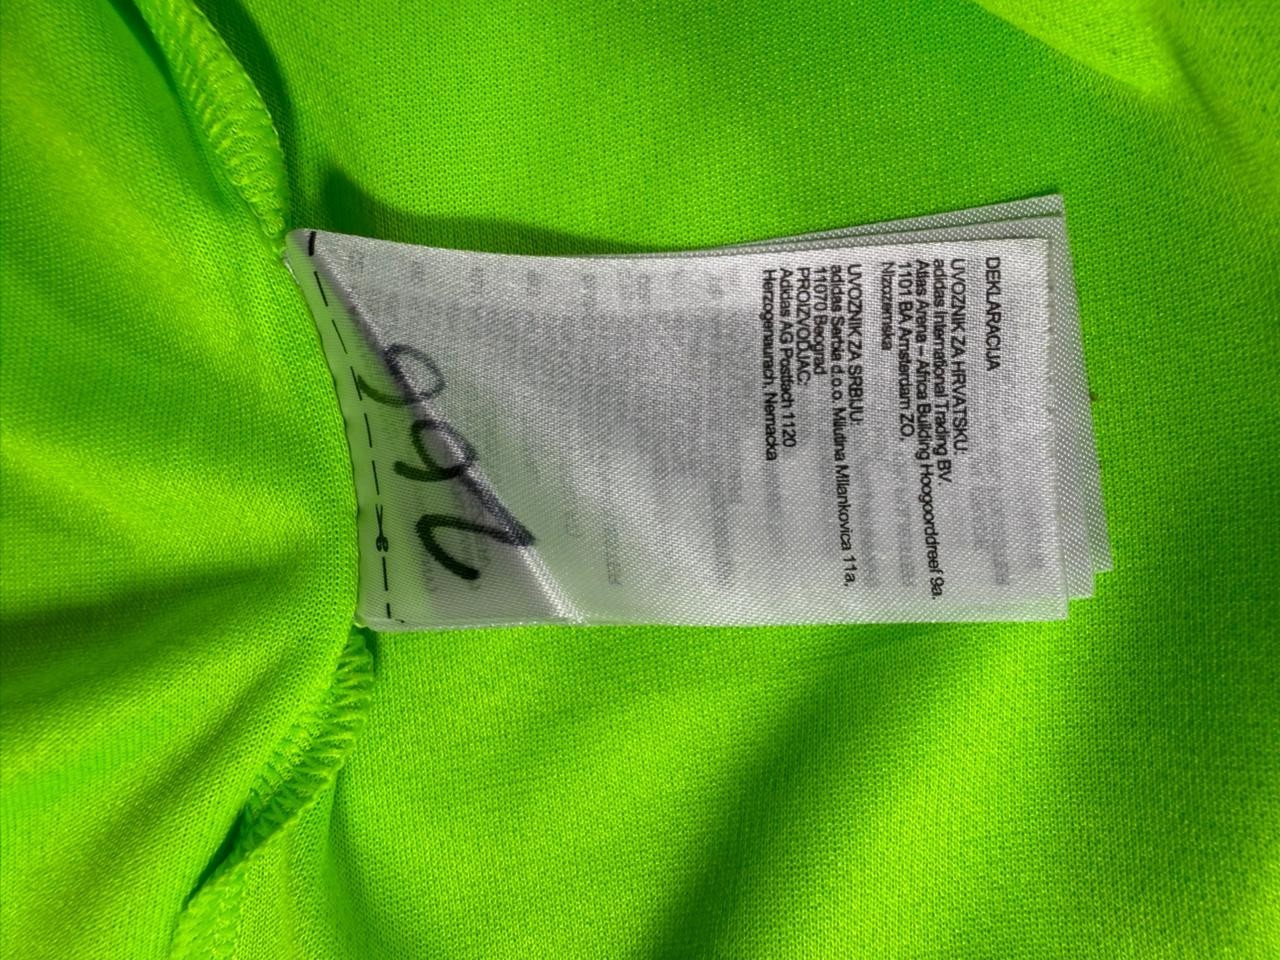 DEKLARACIJA
UVOZNIK ZA HRVATSKU:
adidas International Trading BV.
Atlas Arena – Africa Building Hoogoorddreef 9a.
1101 BA Amsterdam ZO,
Nizozemska
UVOZNIK ZA SRBIJU:
adidas Serbia d.o.o. Milutina Milankovica 11a,
11070 Beograd
PROIZVODJAC:
Adidas AG Postfach 1120
Herzogenaurach, Nemacka